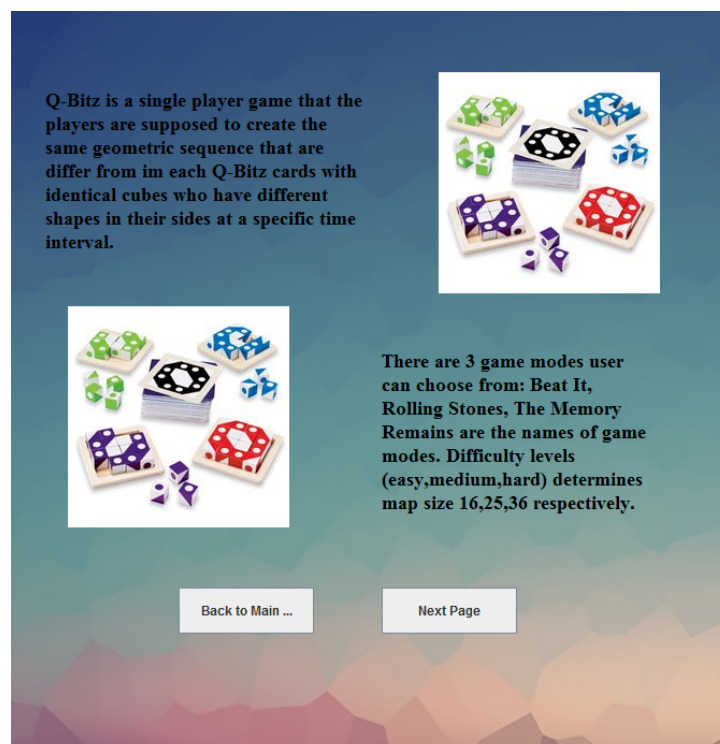 Q-Bitz is a single player game that the
players are supposed to create the
same geometric sequence that are
differ from im each Q-Bitz cards with
identical cubes who have different
shapes in their sides at a specific time
interval.
There are 3 game modes user
can choose from: Beat It,
Rolling Stones, The Memory
Remains are the names of game
modes. Difficulty levels
(easy,medium,hard) determines
map size 16,25,36 respectively.
Back to Main ...
Next Page